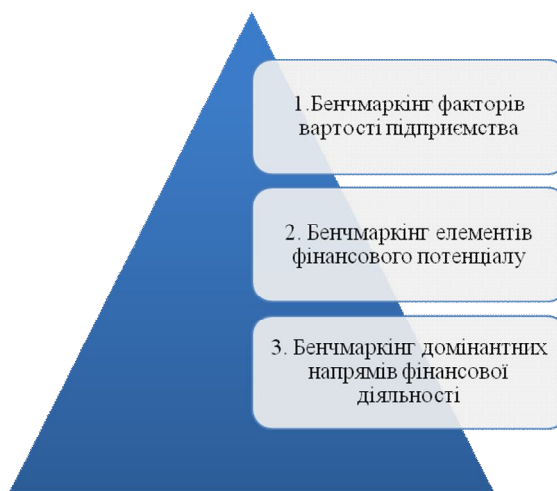 1.Бенчмаркінг факторів
вартості підприємства
2. Бенчмаркінг елементів
фінансового потенціалу
3. Бенчмаркінг домінантних
напрямів фінансової
діяльності